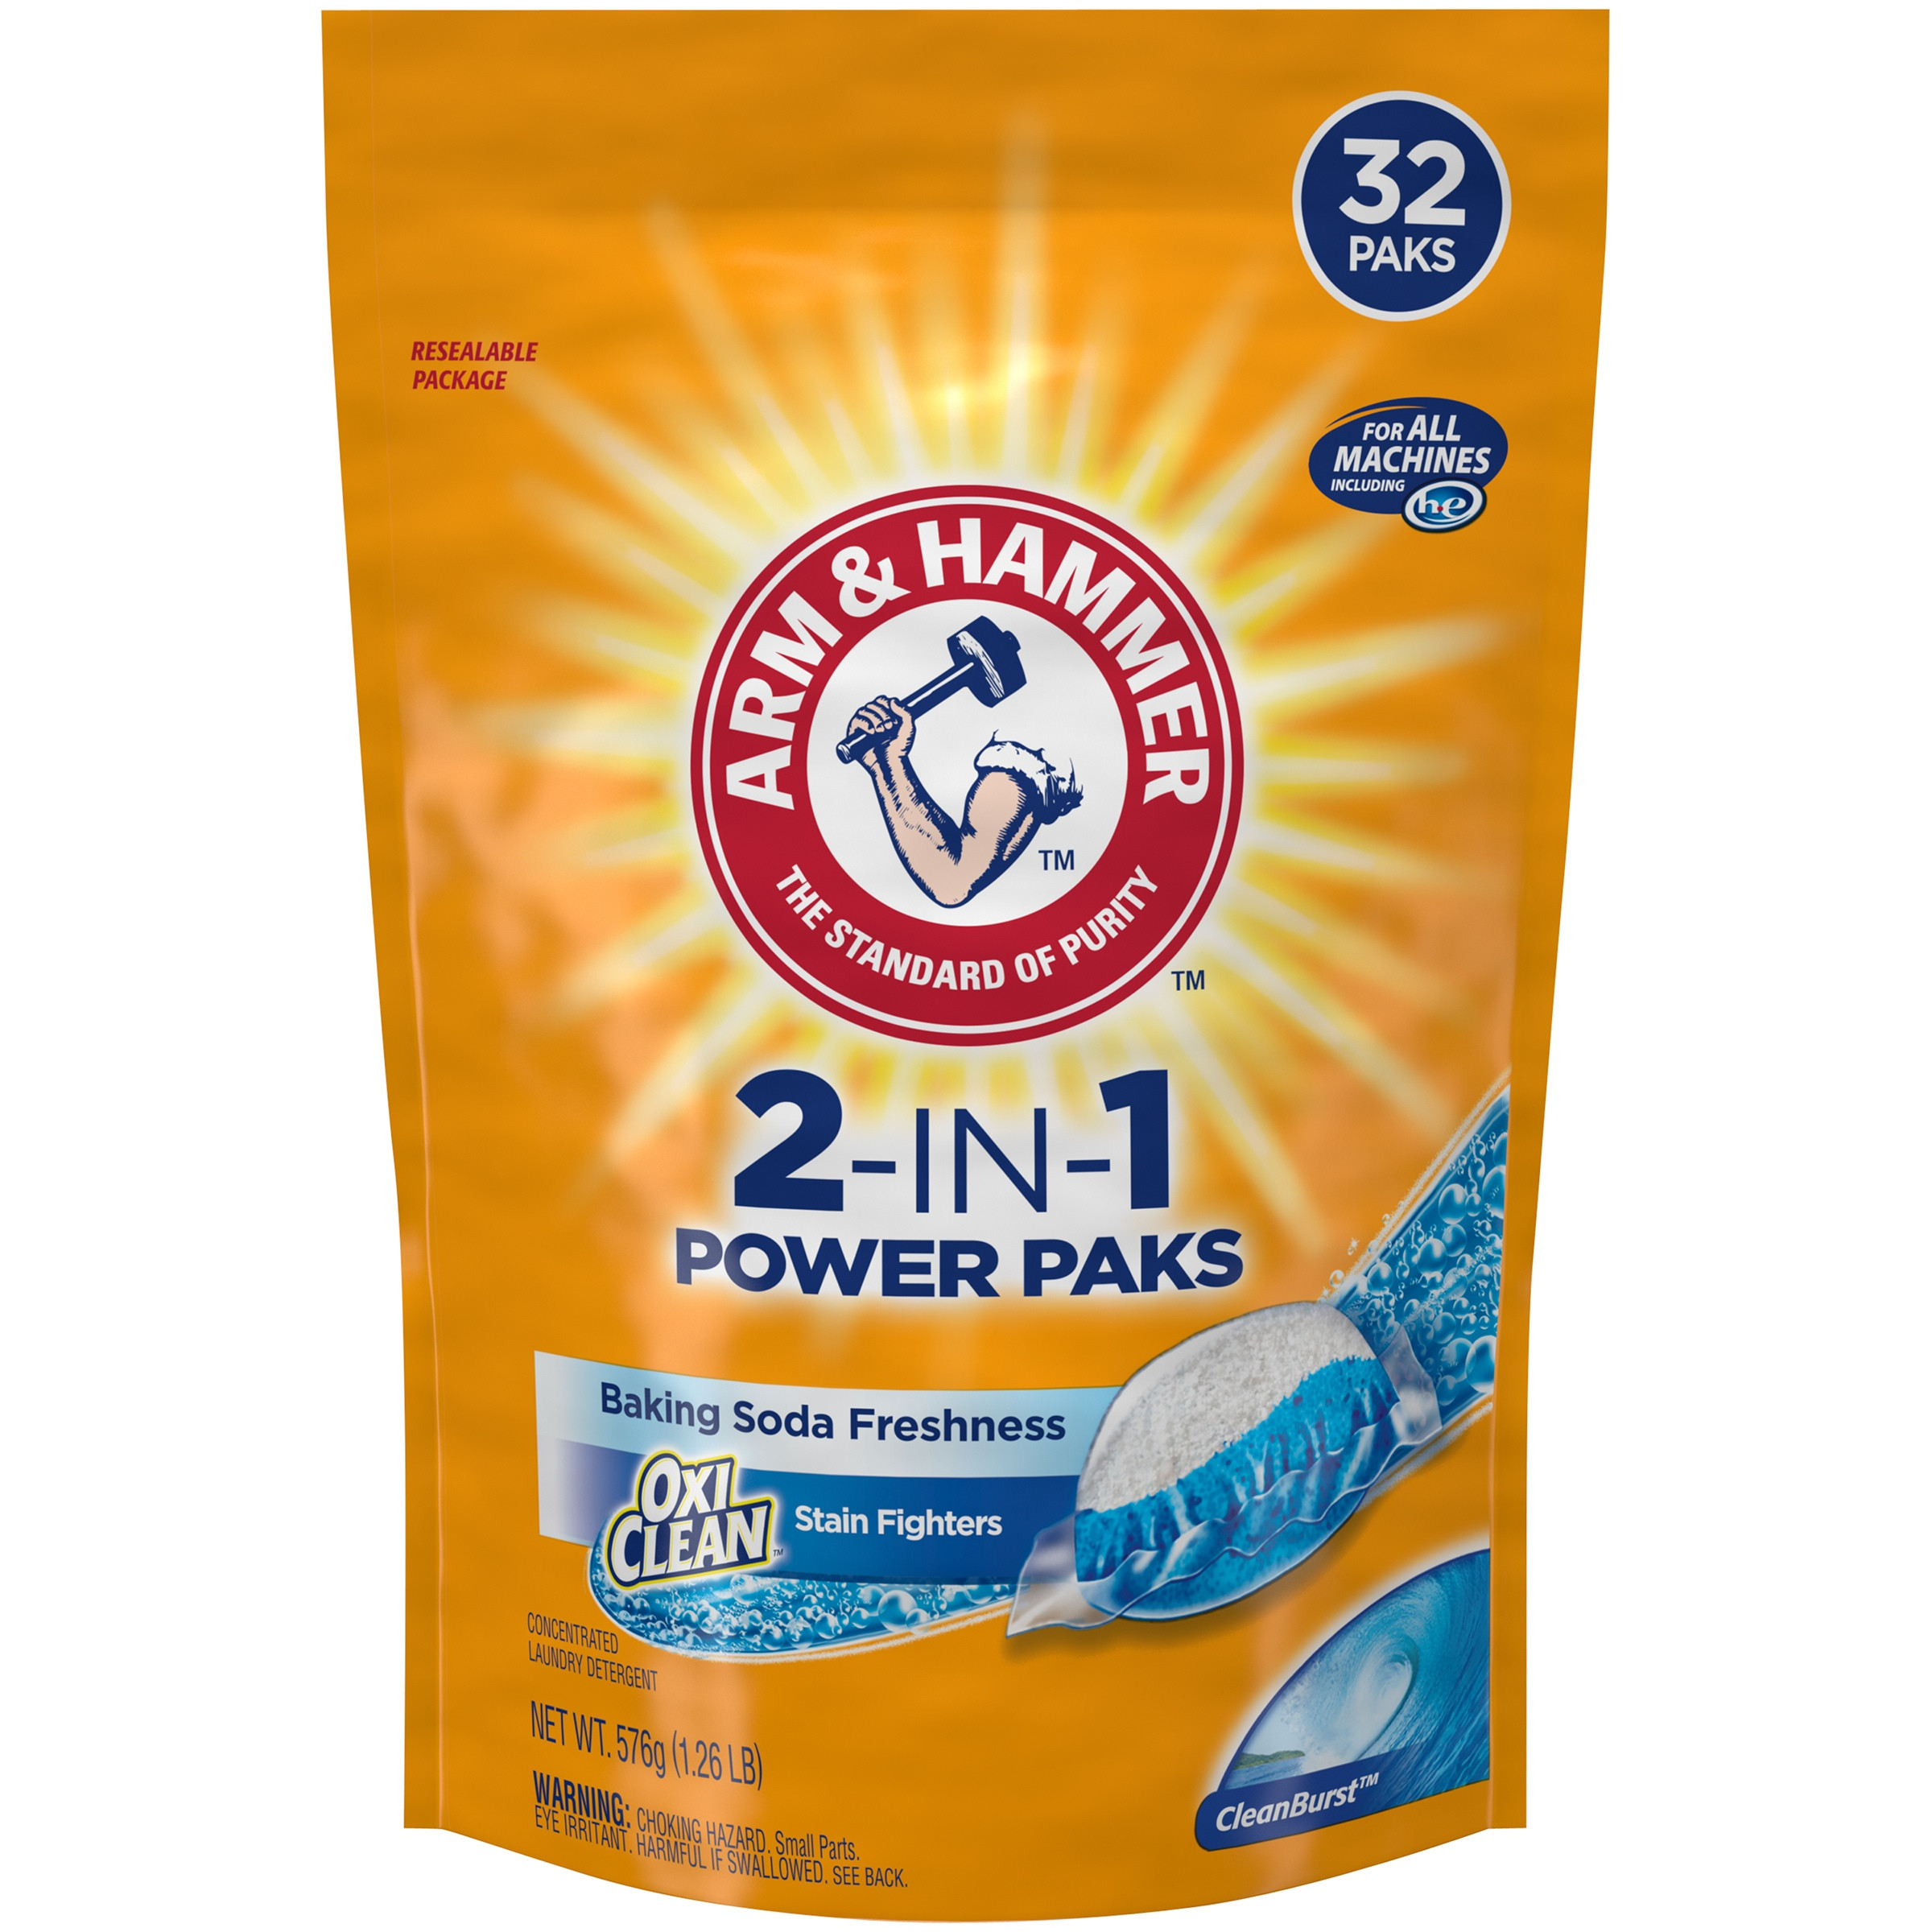 32
PAKS
RESEALABLE
PACKAGE
FOR ALL
MACHINES
INCLUDING
he
ARM & HAMMER
TM
THE STANDARD OF PURITY
TM
2-IN-1
POWER PAKS
Baking Soda Freshness
OXI
CLEAN™
Stain Fighters
CONCENTRATED
LAUNDRY DETERGENT
NET WT. 576g (1.26 LB)
WARNING: CHOKING HAZARD. Small Parts.
EYE IRRITANT. HARMFUL IF SWALLOWED. SEE BACK.
CleanBurst™